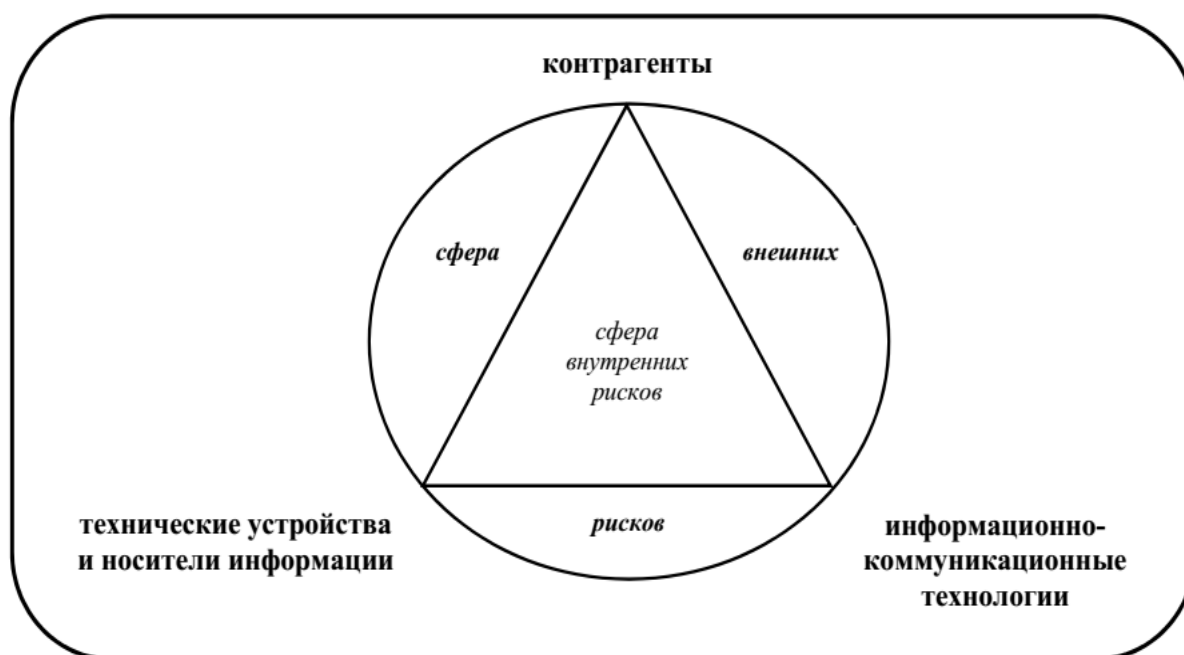 контрагенты
сфера
внешних
сфера
внутренних
рисков
рисков
технические устройства
и носители информации
информационно-
коммуникационные
технологии